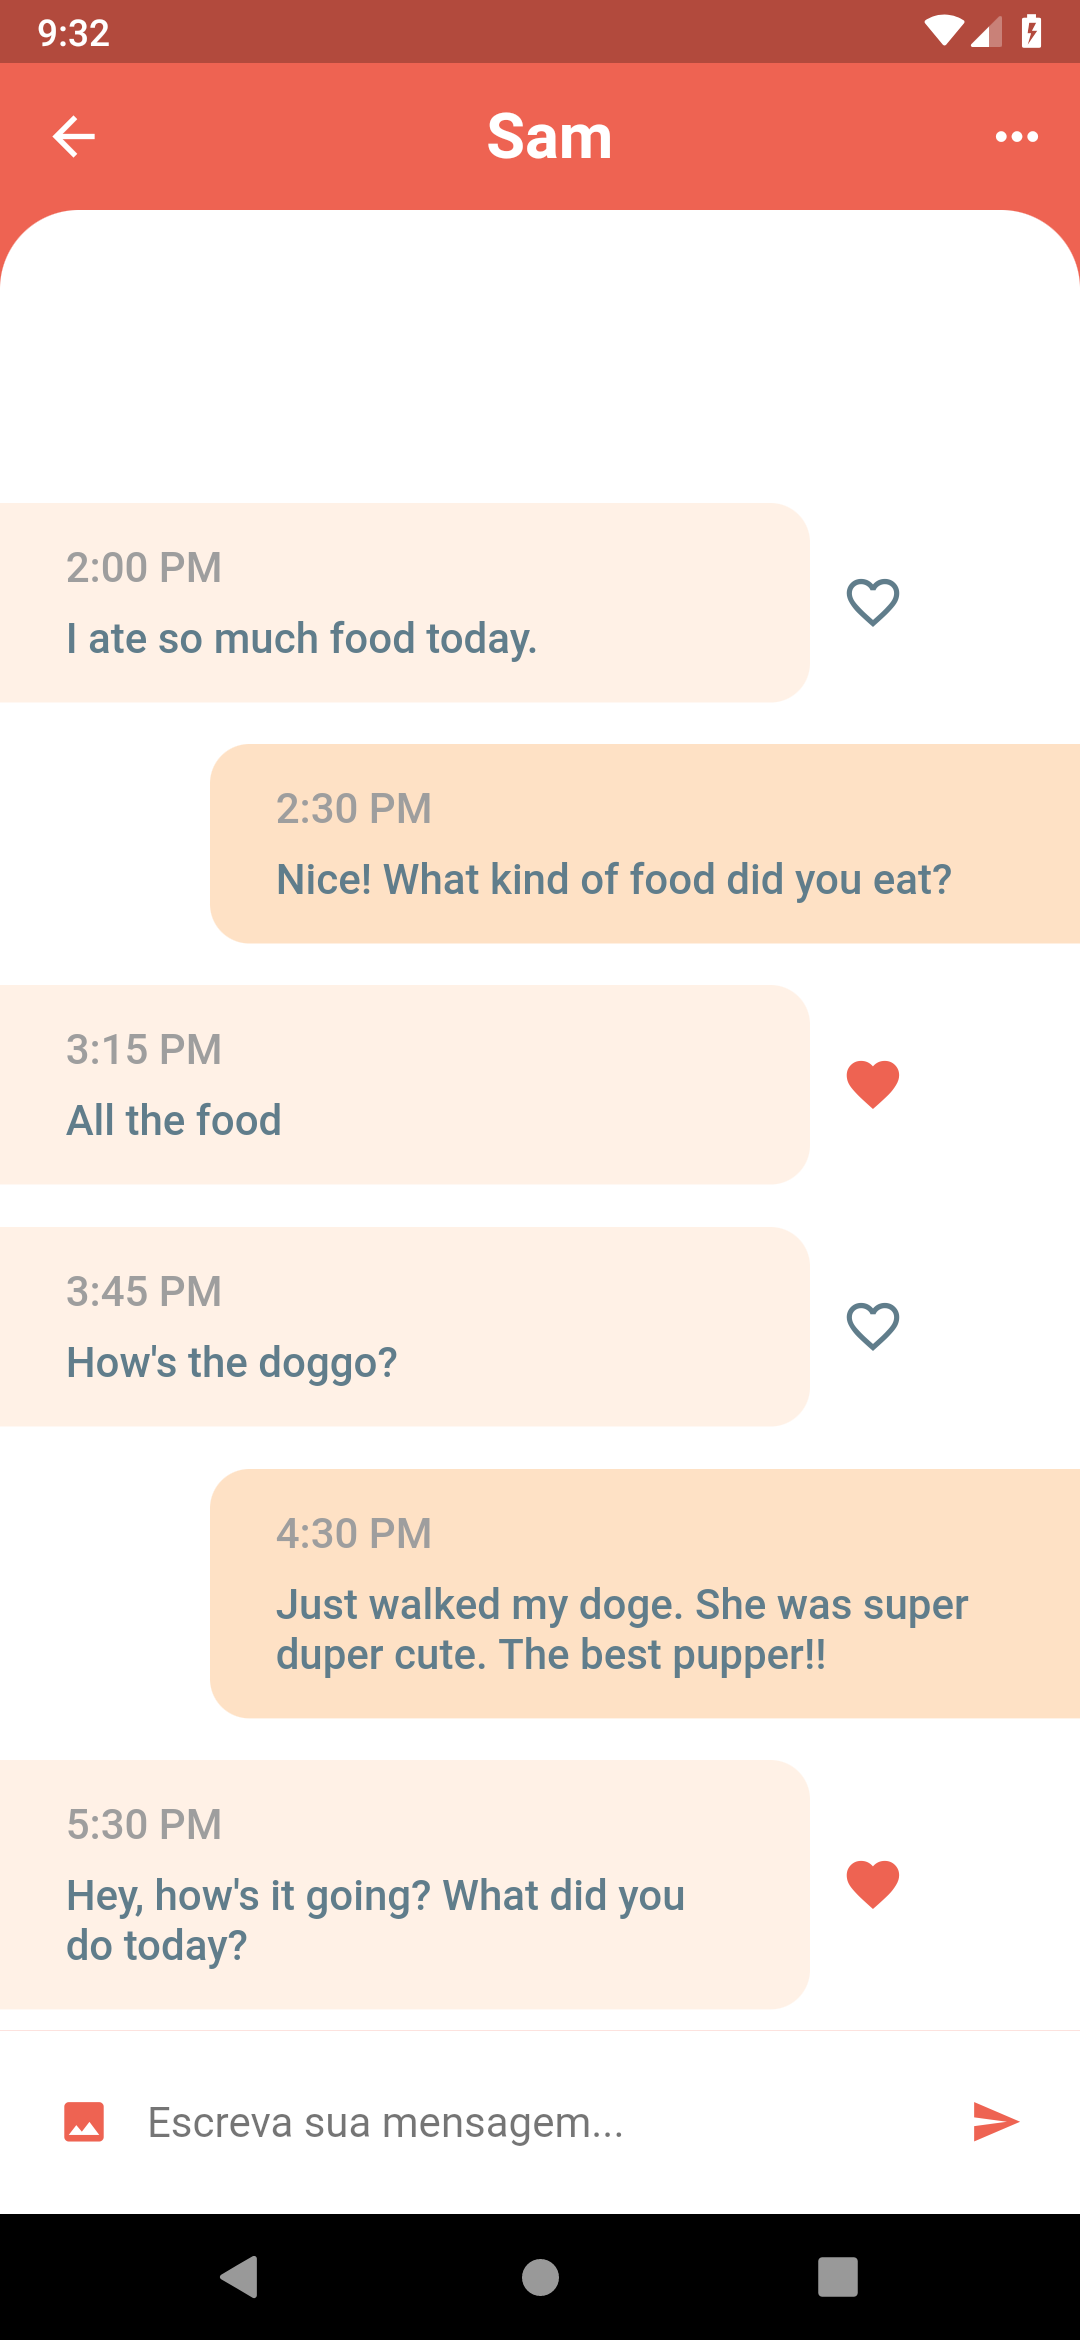 9:32
Sam
2:00 PM
I ate so much food today.
2:30 PM
Nice! What kind of food did you eat?
3:15 PM
All the food
3:45 PM
How's the doggo?
4:30 PM
Just walked my doge. She was super
duper cute. The best pupper!!
5:30 PM
Hey, how's it going? What did you
do today?
Escreva sua mensagem...